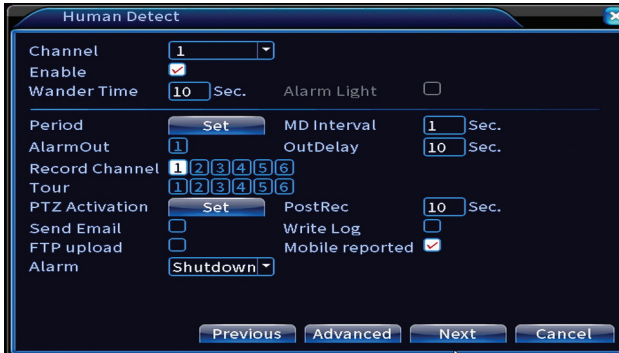 Human Detect
Channel 1
Enable
Wander Time 10 Sec. Alarm Light
Period Set MD Interval 1 Sec.
AlarmOut 1 OutDelay 10 Sec.
Record Channel 1 2 3 4 5 6
Tour 1 2 3 4 5 6
PTZ Activation Set PostRec 10 Sec.
Send Email Write Log
FTP upload Mobile reported
Alarm Shutdown
Previous Advanced Next Cancel